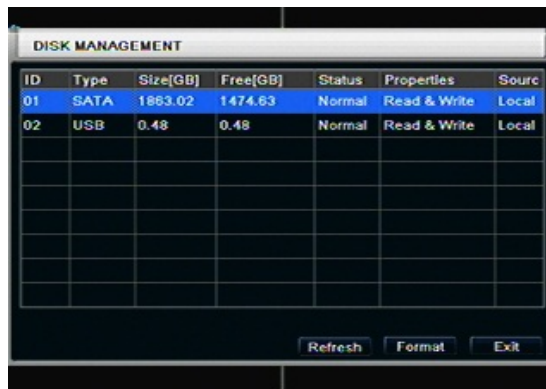 DISK MANAGEMENT
ID Type Size[GB] Free[GB] Status Properties Sourc
01 SATA 1863.02 1474.63 Normal Read & Write Local
02 USB 0.48 0.48 Normal Read & Write Local
Refresh Format Exit